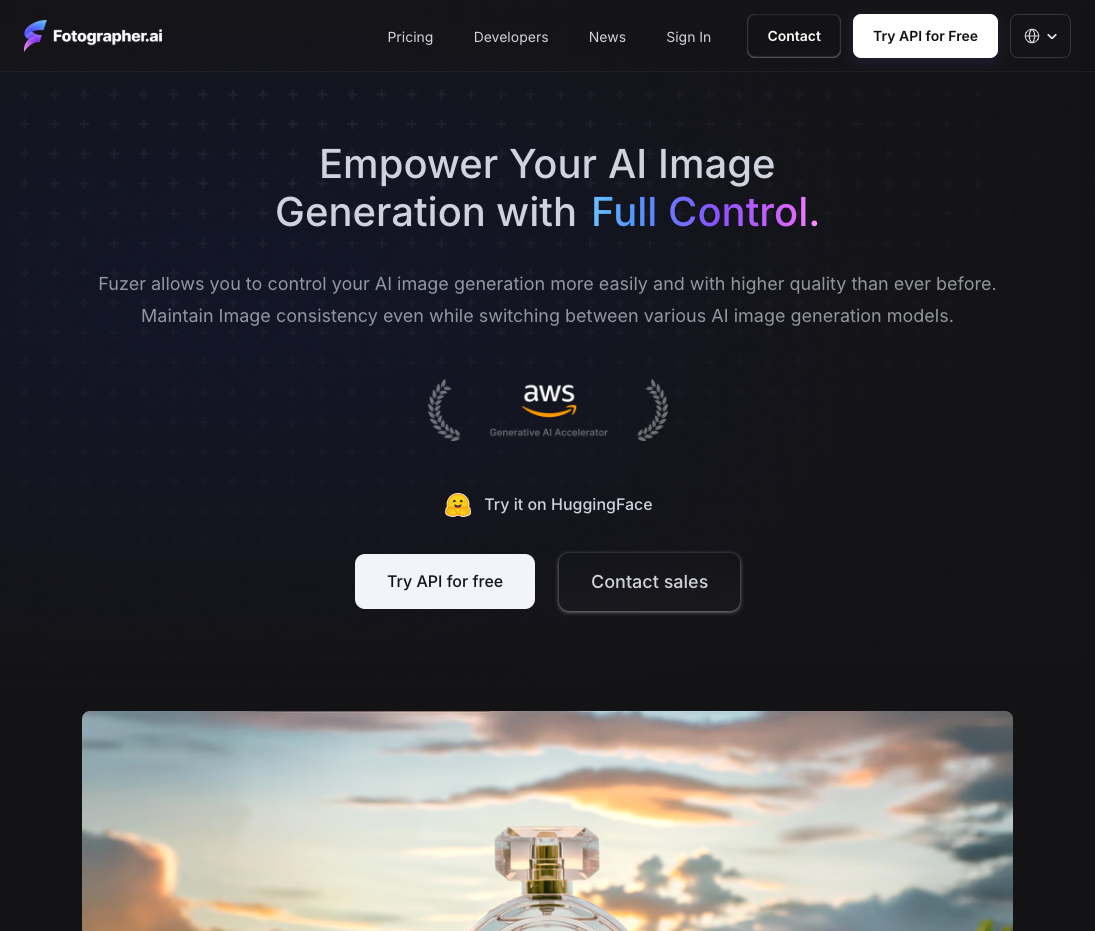 Fotographer.ai
Pricing
Developers
News
Sign In
Contact
Try API for Free
Empower Your AI Image
Generation with Full Control.
Fuzer allows you to control your AI image generation more easily and with higher quality than ever before.
Maintain Image consistency even while switching between various AI image generation models.
aws
Generative AI Accelerator
Try it on HuggingFace
Try API for free
Contact sales